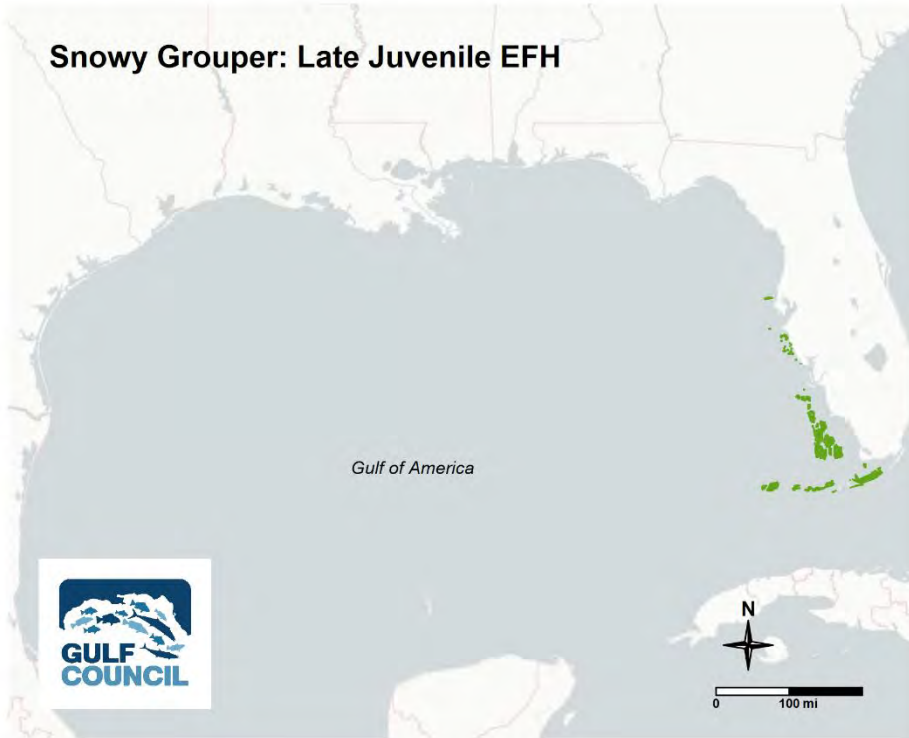 Snowy Grouper: Late Juvenile EFH
Gulf of America
GULF
COUNCIL
N
0 100 mi